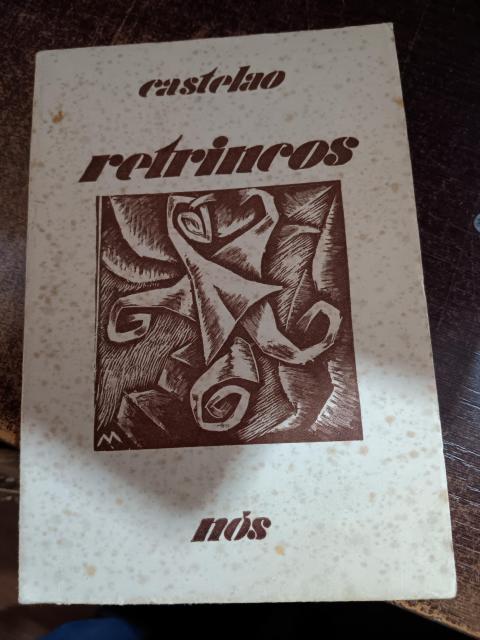 castelao
retrincos
M
nós